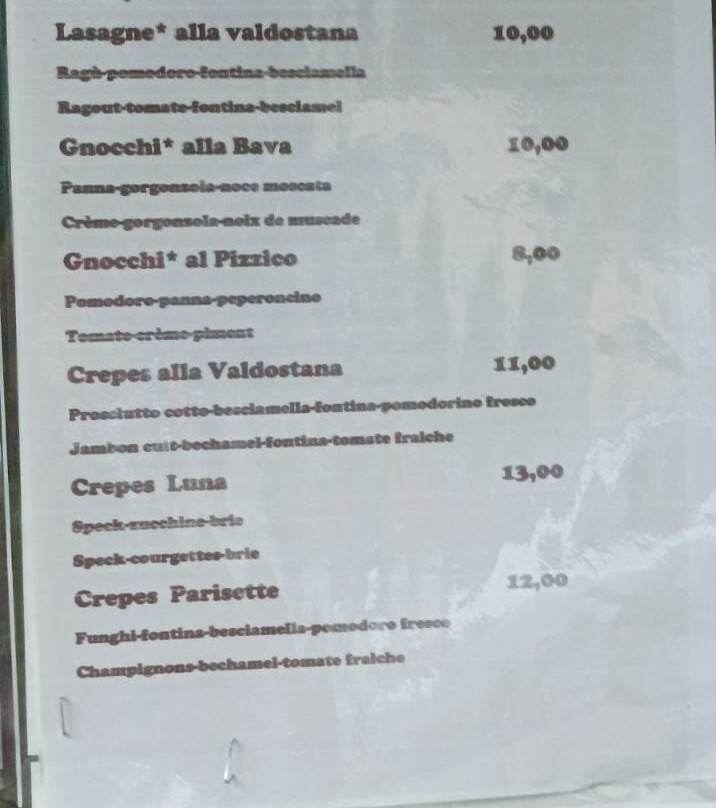 Lasagne* alla valdostana 10,00
Ragù-pomodoro-fontina-besciamella
Ragout-tomate-fontina-besciamel
Gnocchi* alla Bava 10,00
Panna-gorgonzola-noce moscata
Crème-gorgonzola-noix de muscade
Gnocchi* al Pizzico 8,00
Pomodoro-panna-peperoncino
Tomate-crème-piment
Crepes alla Valdostana 11,00
Prosciutto cotto-besciamella-fontina-pomodorino fresco
Jambon cuit-bechamel-fontina-tomate fraiche
Crepes Luna 13,00
Speck-zucchine-brie
Speck-courgettes-brie
Crepes Parisette 12,00
Funghi-fontina-besciamella-pomodoro fresco
Champignons-bechamel-tomate fraiche